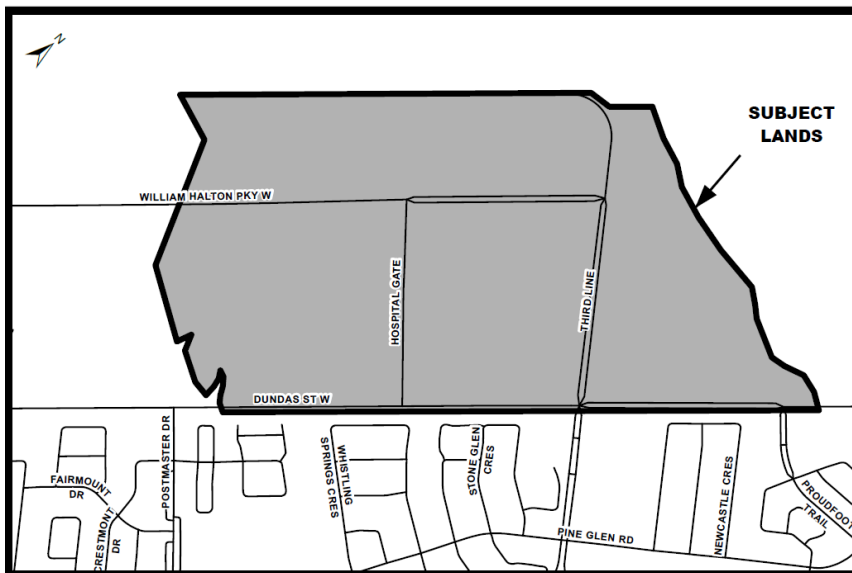 N
SUBJECT
LANDS
WILLIAM HALTON PKY W
HOSPITAL GATE
THIRD LINE
DUNDAS ST W
POSTMASTER DR
FAIRMOUNT
DR
CRESTMONT
DR
WHISTLING
SPRINGS CRES
STONE GLEN
CRES
PINE GLEN RD
NEWCASTLE CRES
PROUDFOOT
TRAIL